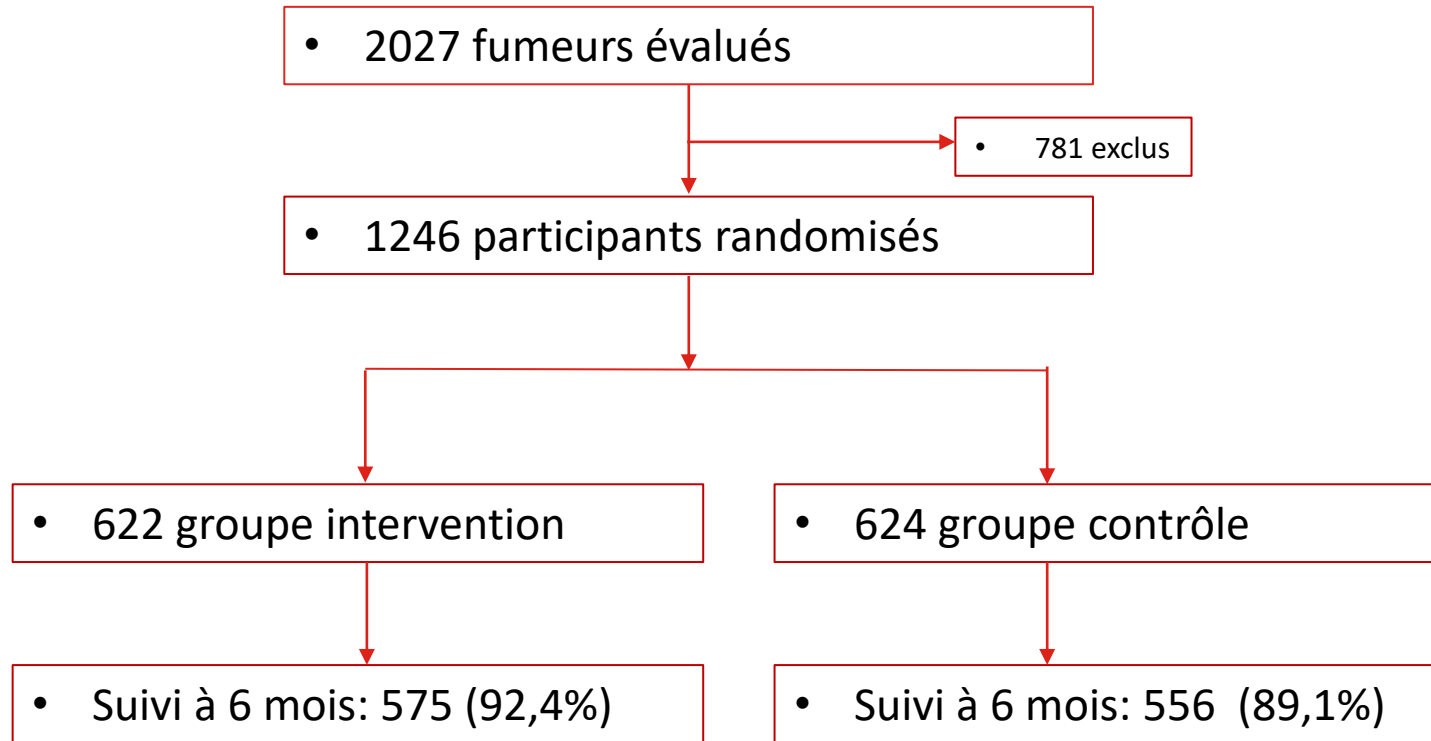 • 2027 fumeurs évalués
• 781 exclus
• 1246 participants randomisés
• 622 groupe intervention
• 624 groupe contrôle
• Suivi à 6 mois: 575 (92,4%)
• Suivi à 6 mois: 556 (89,1%)